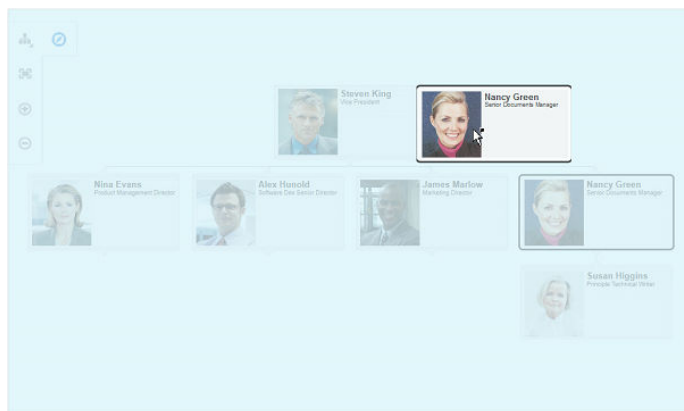 Steven King
Vice President
Nancy Green
Senior Documents Manager
Nina Evans
Product Management Director
Alex Hunold
Software Dev Senior Director
James Marlow
Marketing Director
Nancy Green
Senior Documents Manager
Susan Higgins
Principle Technical Writer